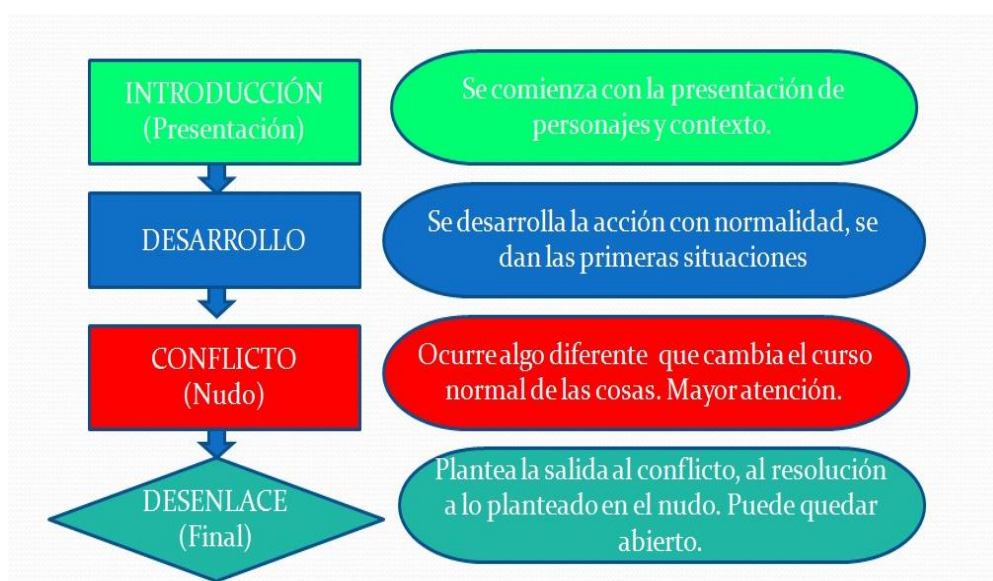 INTRODUCCIÓN
(Presentación)
Se comienza con la presentación de
personajes y contexto.
DESARROLLO
Se desarrolla la acción con normalidad, se
dan las primeras situaciones
CONFLICTO
(Nudo)
Ocurre algo diferente que cambia el curso
normal de las cosas. Mayor atención.
DESENLACE
(Final)
Plantea la salida al conflicto, al resolución
a lo planteado en el nudo. Puede quedar
abierto.